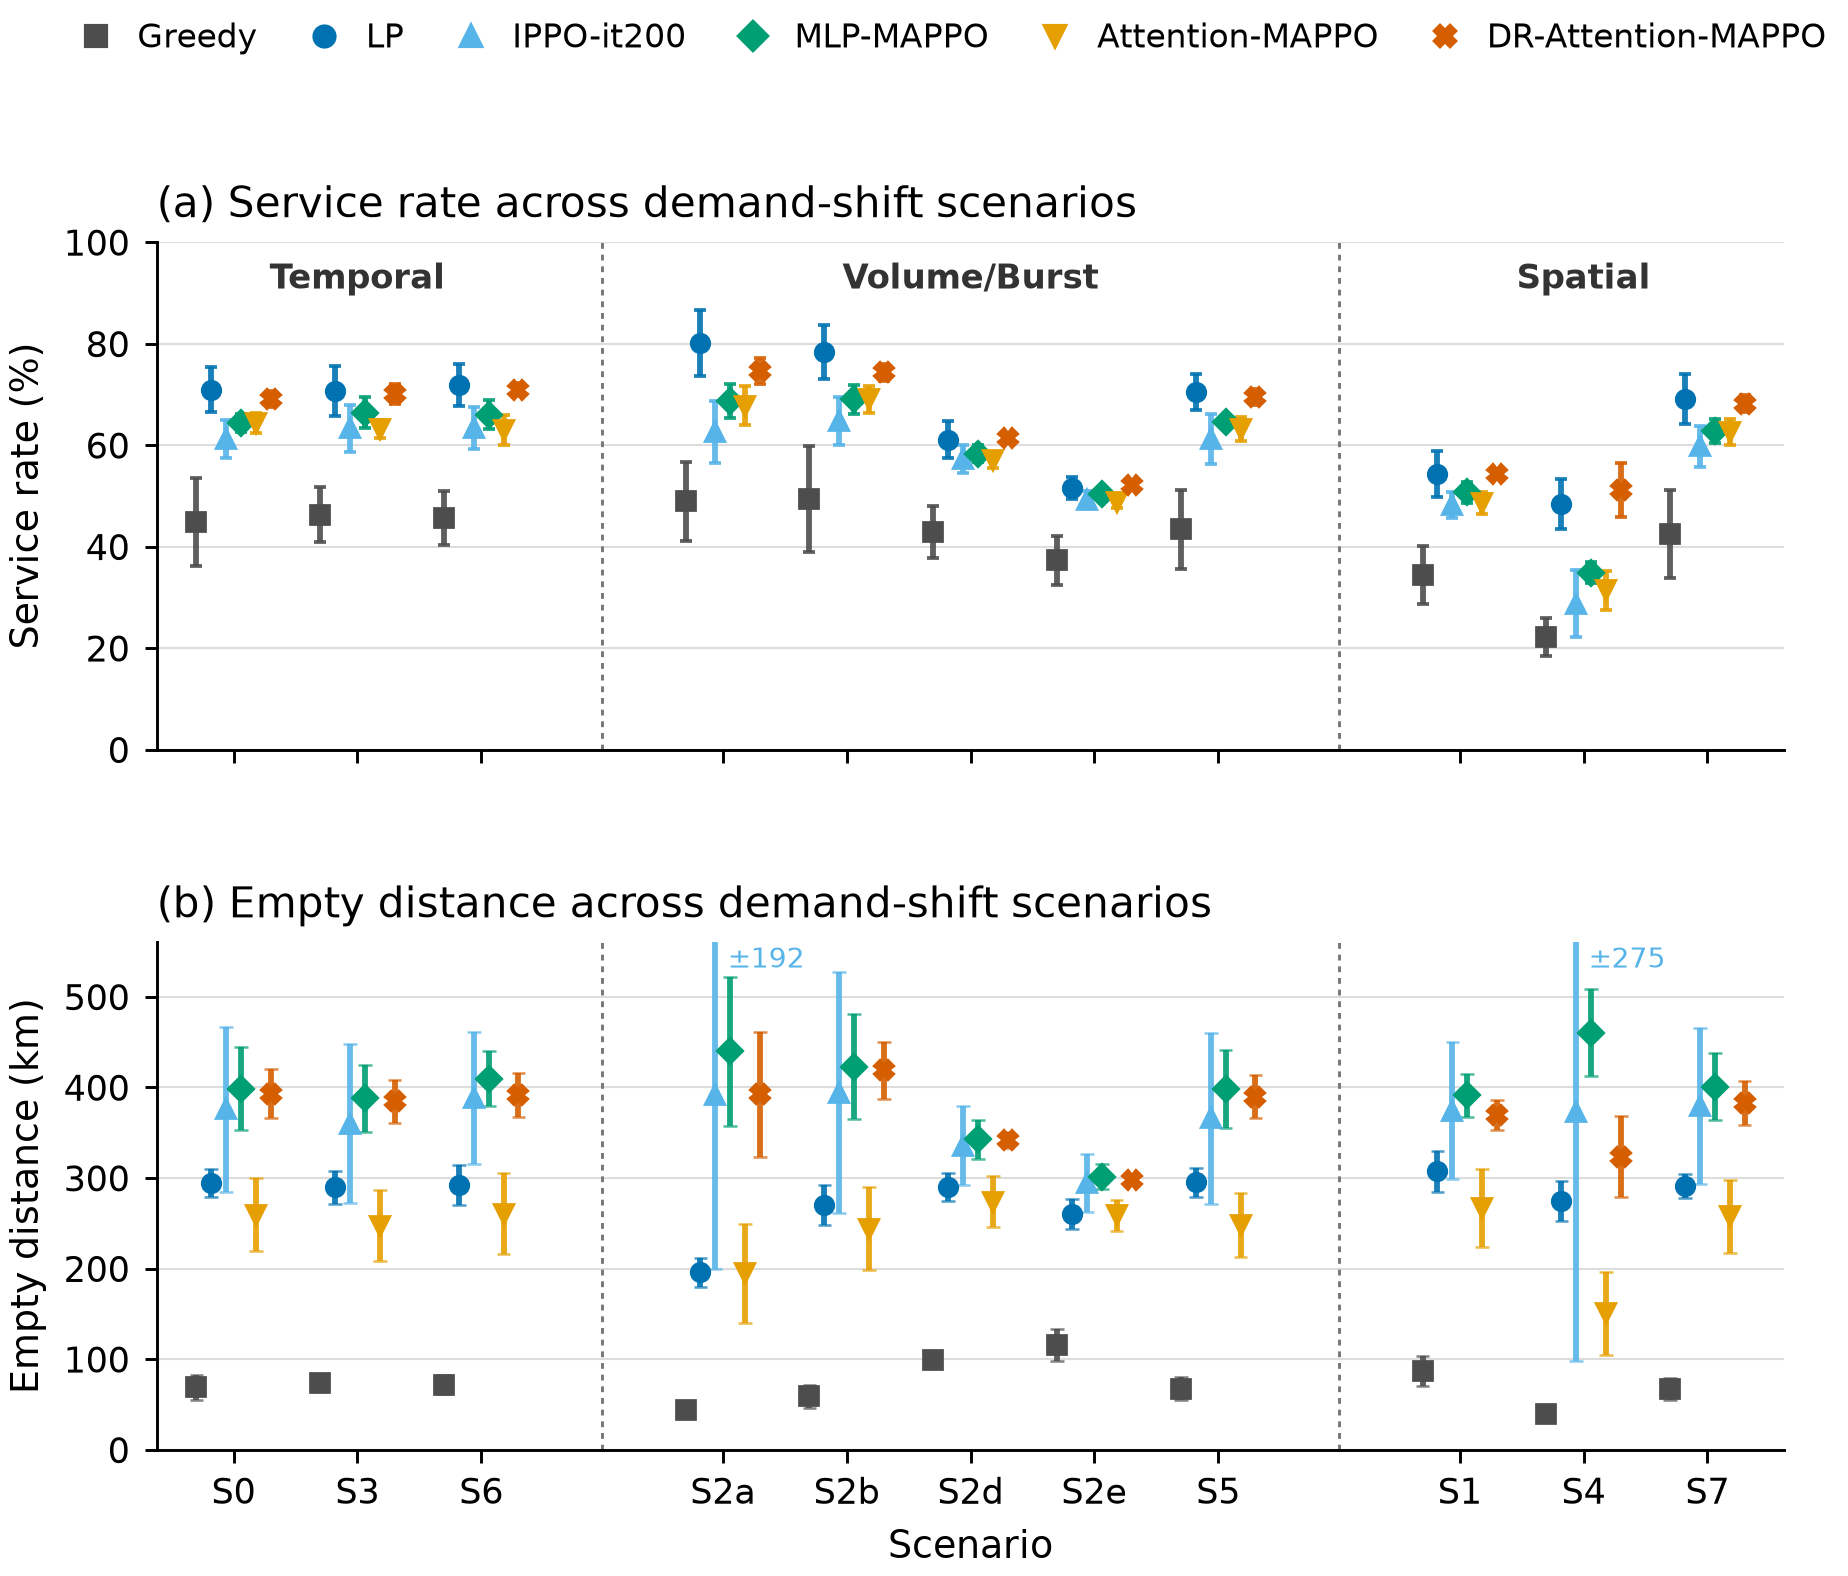 Greedy LP IPPO-it200 MLP-MAPPO Attention-MAPPO DR-Attention-MAPPO
(a) Service rate across demand-shift scenarios
Temporal Volume/Burst Spatial
Service rate (%)
100
80
60
40
20
0
(b) Empty distance across demand-shift scenarios
±192 ±275
Empty distance (km)
500
400
300
200
100
0
S0 S3 S6 S2a S2b S2d S2e S5 S1 S4 S7
Scenario